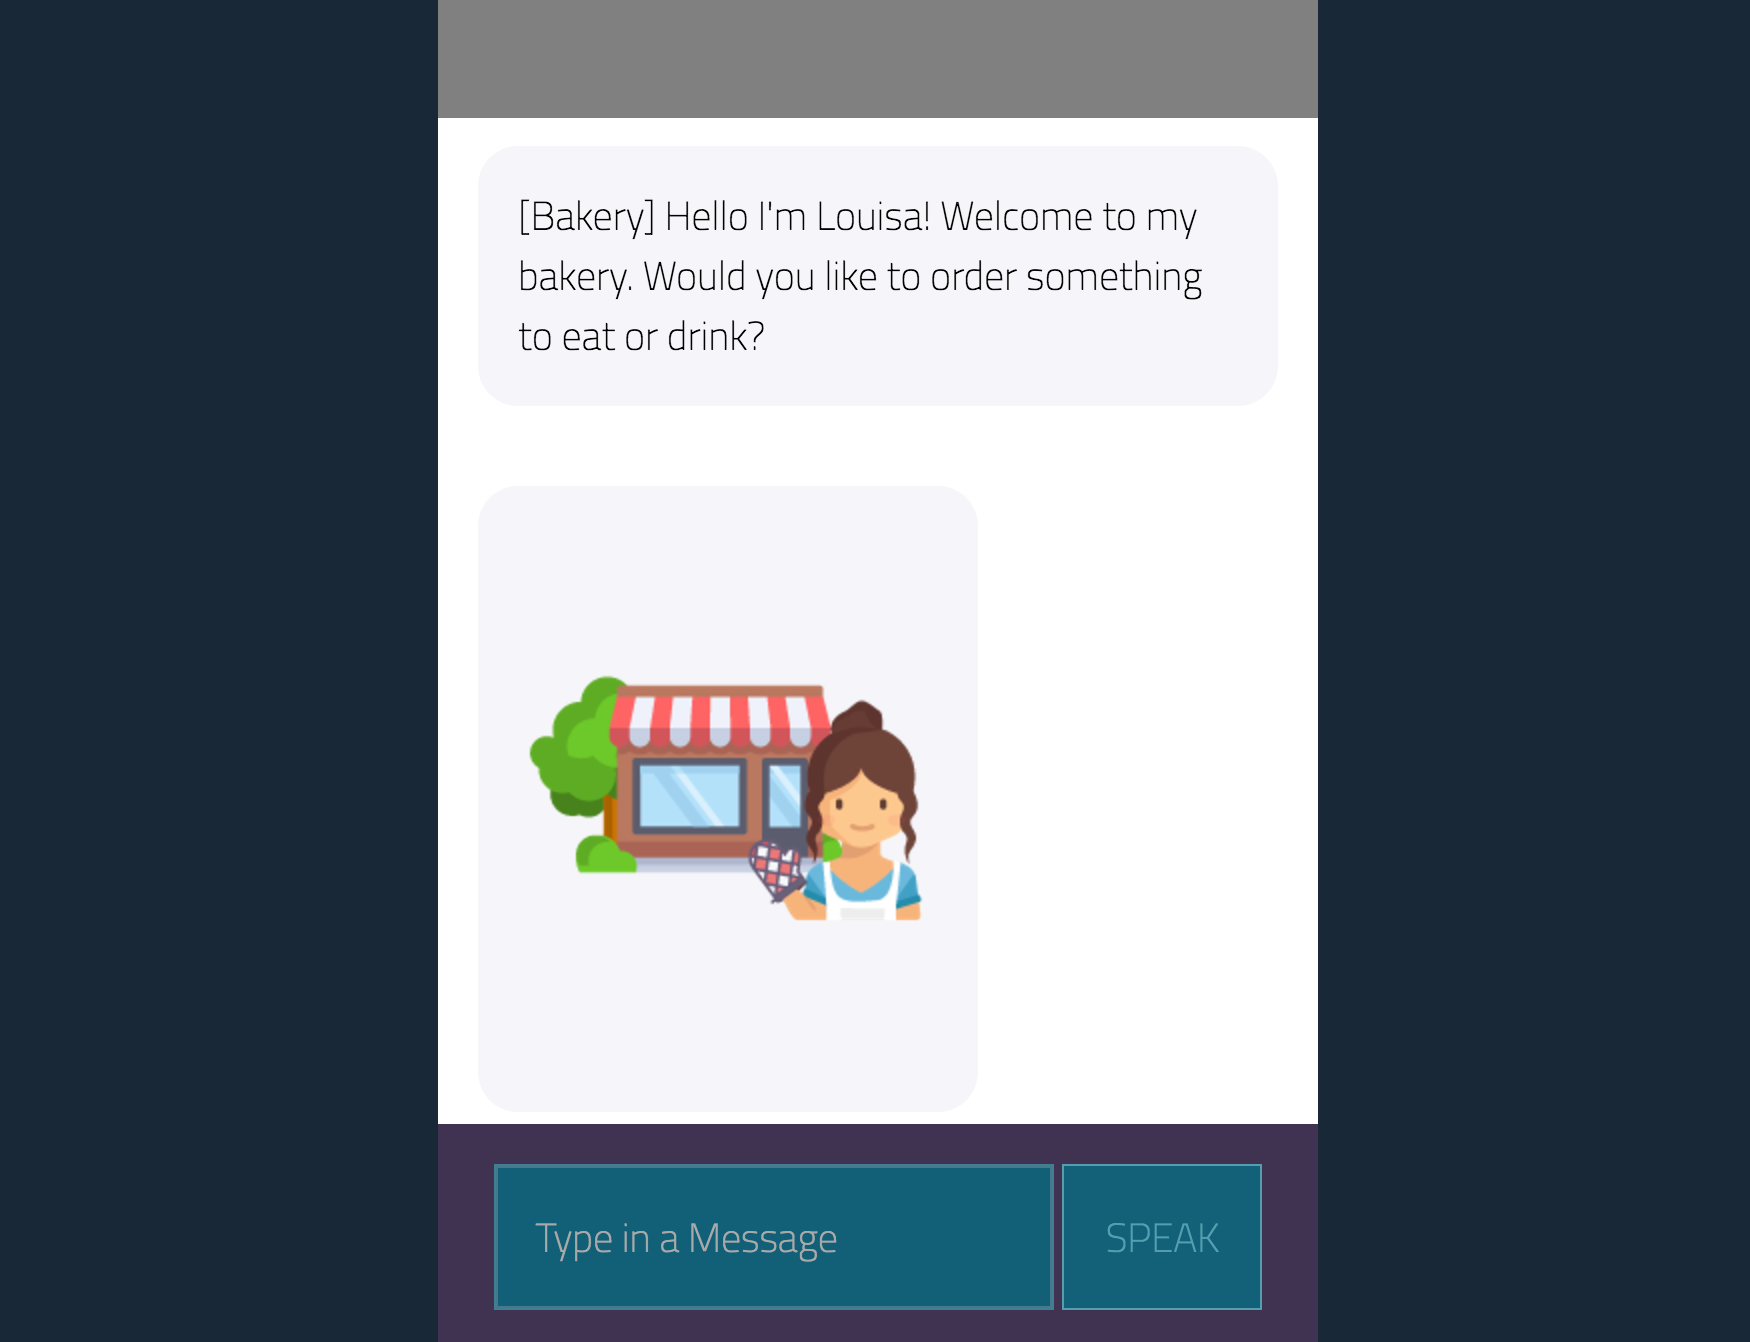 [Bakery] Hello I'm Louisa! Welcome to my
bakery. Would you like to order something
to eat or drink?
Type in a Message
SPEAK